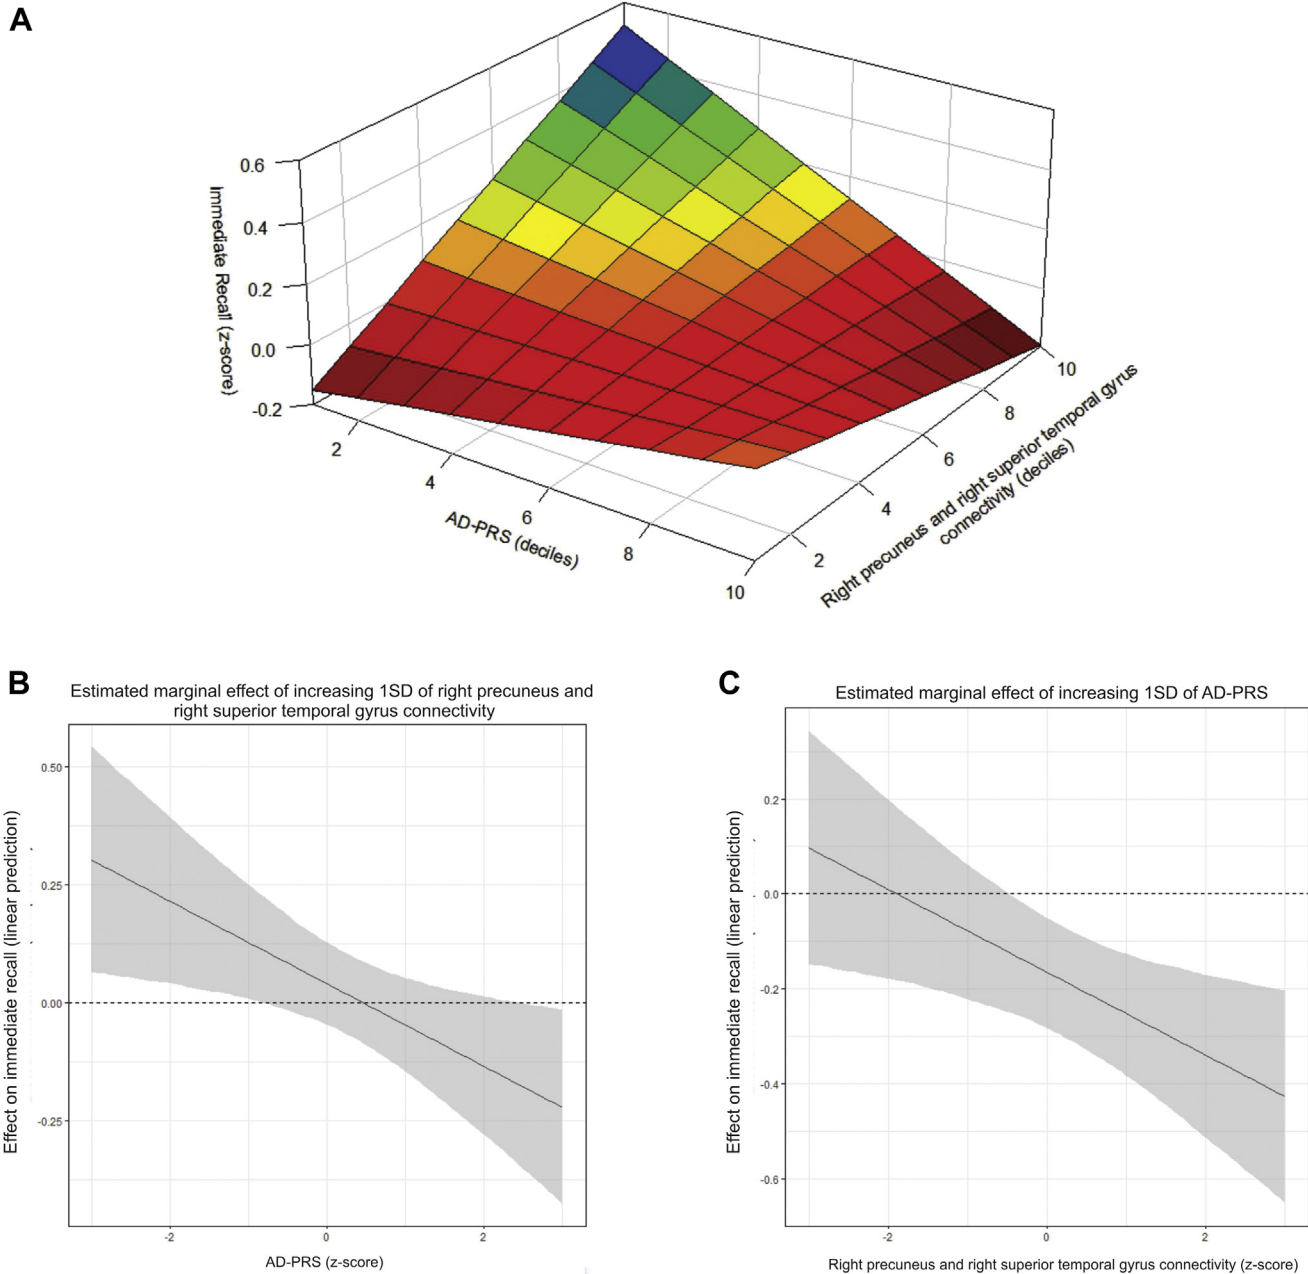 A
0.6
0.4
0.2
0.0
-0.2
Immediate Recall (z-score)
2
4
6
8
10
AD-PRS (deciles)
2
4
6
8
10
Right precuneus and right superior temporal gyrus
connectivity (deciles)
B
Estimated marginal effect of increasing 1SD of right precuneus and
right superior temporal gyrus connectivity
Effect on immediate recall (linear prediction)
0.50
0.25
0.00
-0.25
-2
0
2
AD-PRS (z-score)
C
Estimated marginal effect of increasing 1SD of AD-PRS
Effect on immediate recall (linear prediction)
0.2
0.0
-0.2
-0.4
-0.6
-2
0
2
Right precuneus and right superior temporal gyrus connectivity (z-score)